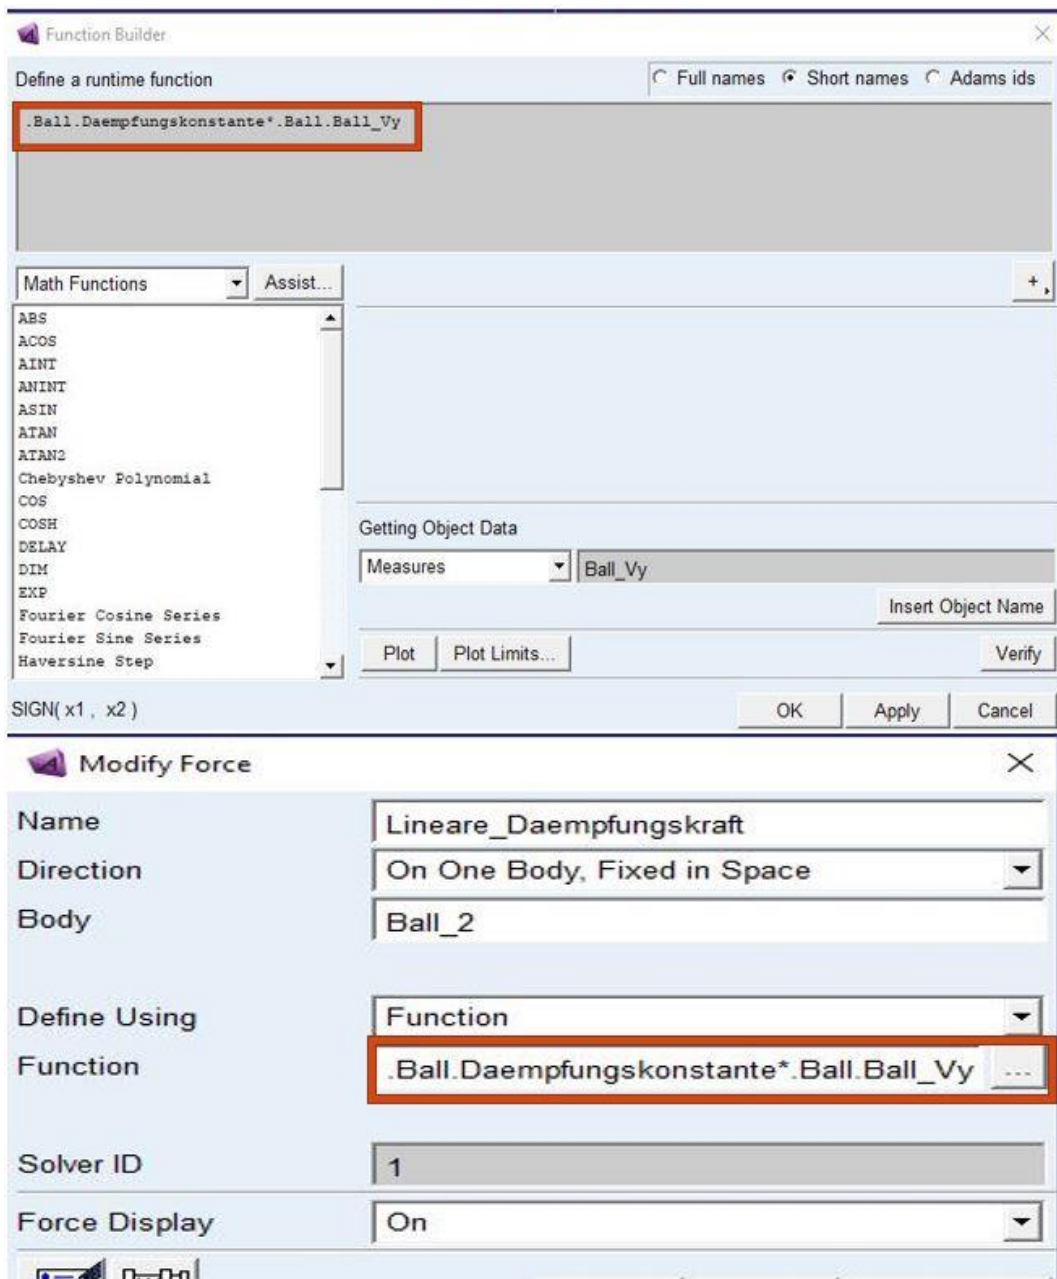 Function Builder
Define a runtime function
Full names Short names Adams ids
.Ball.Daempfungskonstante*.Ball.Ball_Vy
Math Functions
Assist...
+
ABS
ACOS
AINT
ANINT
ASIN
ATAN
ATAN2
Chebyshev Polynomial
COS
COSH
DELAY
DIM
EXP
Fourier Cosine Series
Fourier Sine Series
Haversine Step
Getting Object Data
Measures
Ball_Vy
Insert Object Name
Plot
Plot Limits...
Verify
SIGN( x1 , x2 )
OK
Apply
Cancel
Modify Force
Name Lineare_Daempfungskraft
Direction On One Body, Fixed in Space
Body Ball_2
Define Using Function
Function .Ball.Daempfungskonstante*.Ball.Ball_Vy ...
Solver ID 1
Force Display On